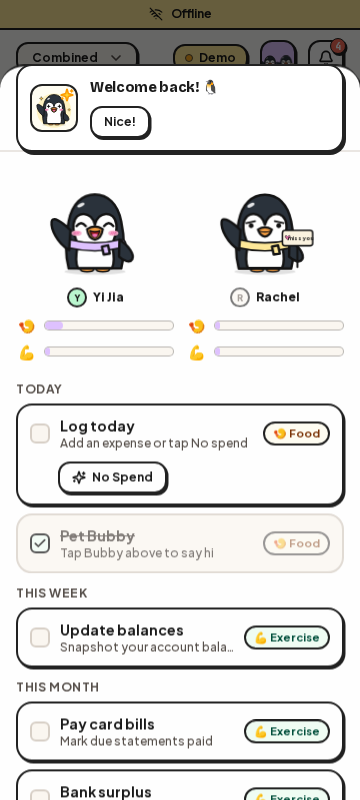 Offline
Combined
Demo
4
Welcome back! 🐧
Nice!
Y Yi Jia
R Rachel
TODAY
Log today
Add an expense or tap No spend
🍤 Food
No Spend
Pet Bubby
Tap Bubby above to say hi
🍤 Food
THIS WEEK
Update balances
Snapshot your account bala...
💪 Exercise
THIS MONTH
Pay card bills
Mark due statements paid
💪 Exercise
Bank surplus
Exercise